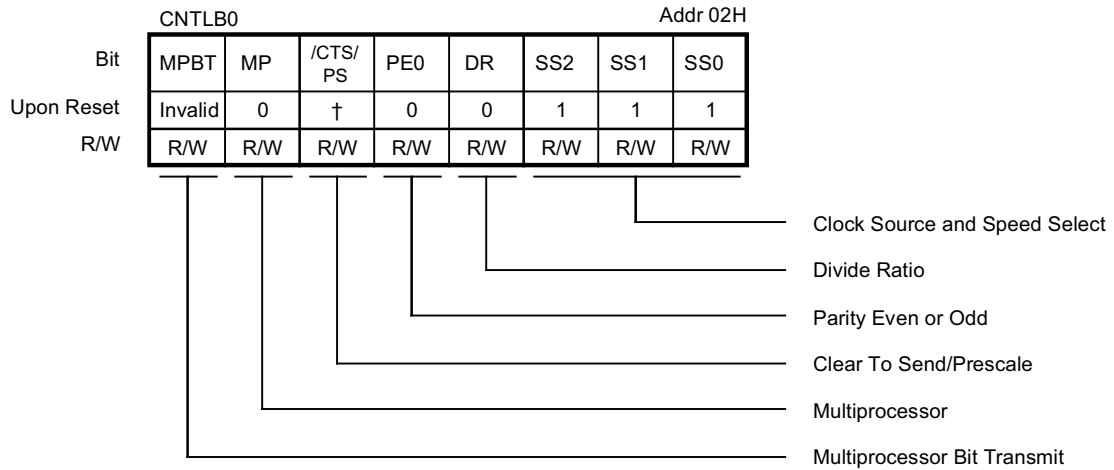 CNTLB0 Addr 02H
Bit MPBT MP /CTS/ PS PE0 DR SS2 SS1 SS0
Upon Reset Invalid 0 † 0 0 1 1 1
R/W R/W R/W R/W R/W R/W R/W R/W R/W
Clock Source and Speed Select
Divide Ratio
Parity Even or Odd
Clear To Send/Prescale
Multiprocessor
Multiprocessor Bit Transmit